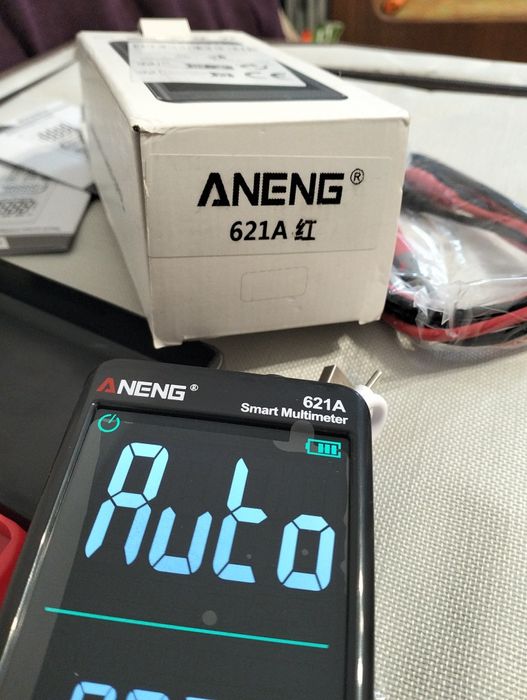 ANENG®
621A 红
ANENG®
621A
Smart Multimeter
Auto